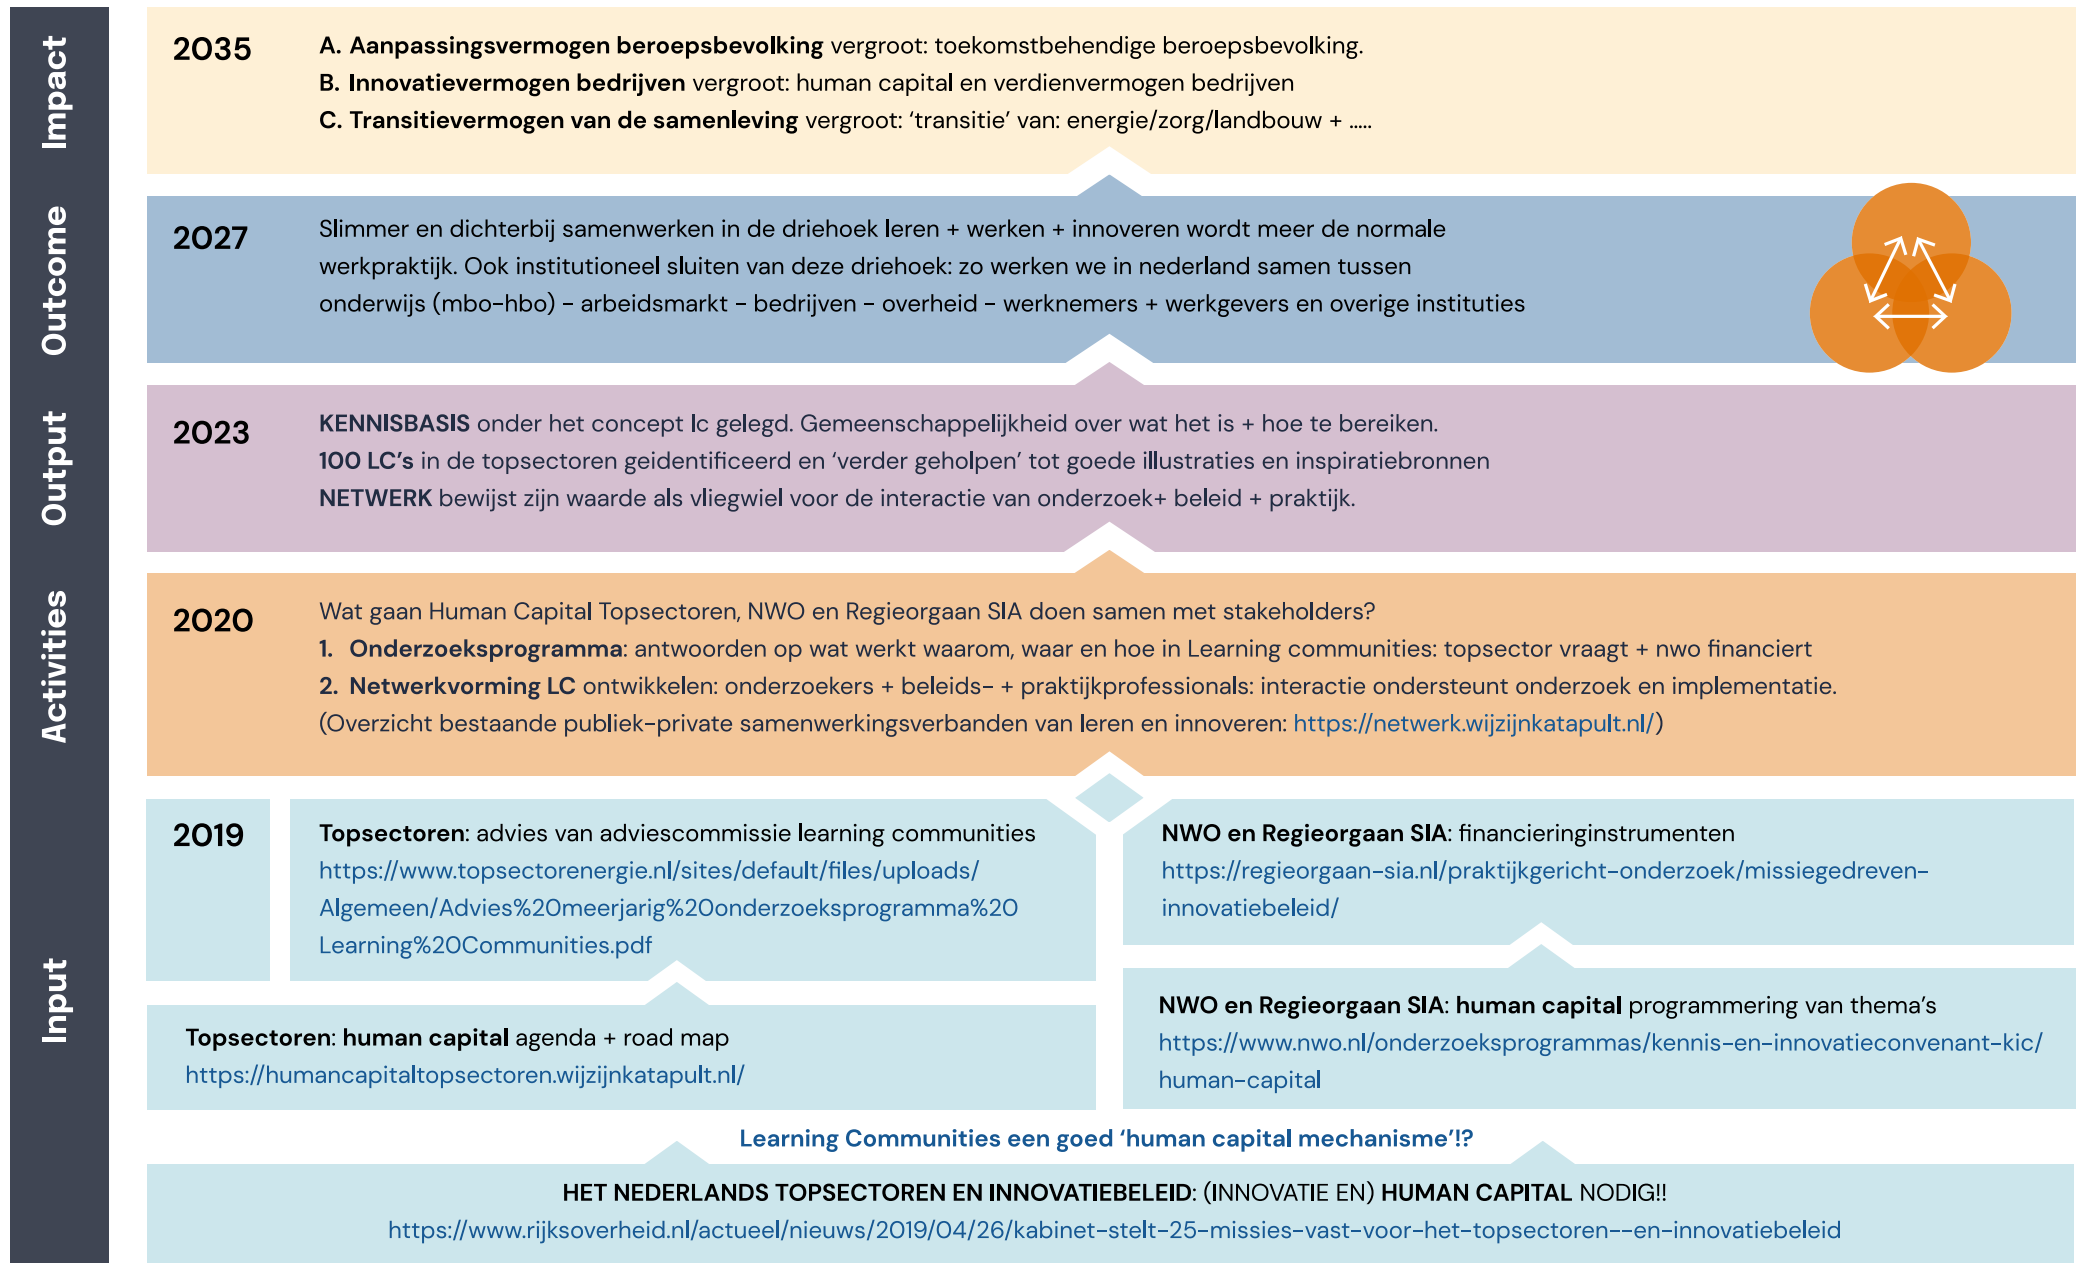 Impact
2035
A. Aanpassingsvermogen beroepsbevolking vergroot: toekomstbehendige beroepsbevolking.
B. Innovatievermogen bedrijven vergroot: human capital en verdienvermogen bedrijven
C. Transitievermogen van de samenleving vergroot: ‘transitie’ van: energie/zorg/landbouw + .....
Outcome
2027
Slimmer en dichterbij samenwerken in de driehoek leren + werken + innoveren wordt meer de normale
werkpraktijk. Ook institutioneel sluiten van deze driehoek: zo werken we in nederland samen tussen
onderwijs (mbo-hbo) - arbeidsmarkt - bedrijven - overheid - werknemers + werkgevers en overige instituties
Output
2023
KENNISBASIS onder het concept lc gelegd. Gemeenschappelijkheid over wat het is + hoe te bereiken.
100 LC’s in de topsectoren geidentificeerd en ‘verder geholpen’ tot goede illustraties en inspiratiebronnen
NETWERK bewijst zijn waarde als vliegwiel voor de interactie van onderzoek+ beleid + praktijk.
Activities
2020
Wat gaan Human Capital Topsectoren, NWO en Regieorgaan SIA doen samen met stakeholders?
1. Onderzoeksprogramma: antwoorden op wat werkt waarom, waar en hoe in Learning communities: topsector vraagt + nwo financiert
2. Netwerkvorming LC ontwikkelen: onderzoekers + beleids- + praktijkprofessionals: interactie ondersteunt onderzoek en implementatie.
(Overzicht bestaande publiek-private samenwerkingsverbanden van leren en innoveren: https://netwerk.wijzijnkatapult.nl/)
Input
2019
Topsectoren: advies van adviescommissie learning communities
https://www.topsectorenergie.nl/sites/default/files/uploads/
Algemeen/Advies%20meerjarig%20onderzoeksprogramma%20
Learning%20Communities.pdf
NWO en Regieorgaan SIA: financieringinstrumenten
https://regieorgaan-sia.nl/praktijkgericht-onderzoek/missiegedreven-
innovatiebeleid/
Topsectoren: human capital agenda + road map
https://humancapitaltopsectoren.wijzijnkatapult.nl/
NWO en Regieorgaan SIA: human capital programmering van thema’s
https://www.nwo.nl/onderzoeksprogrammas/kennis-en-innovatieconvenant-kic/
human-capital
Learning Communities een goed ‘human capital mechanisme’!?
HET NEDERLANDS TOPSECTOREN EN INNOVATIEBELEID: (INNOVATIE EN) HUMAN CAPITAL NODIG!!
https://www.rijksoverheid.nl/actueel/nieuws/2019/04/26/kabinet-stelt-25-missies-vast-voor-het-topsectoren--en-innovatiebeleid